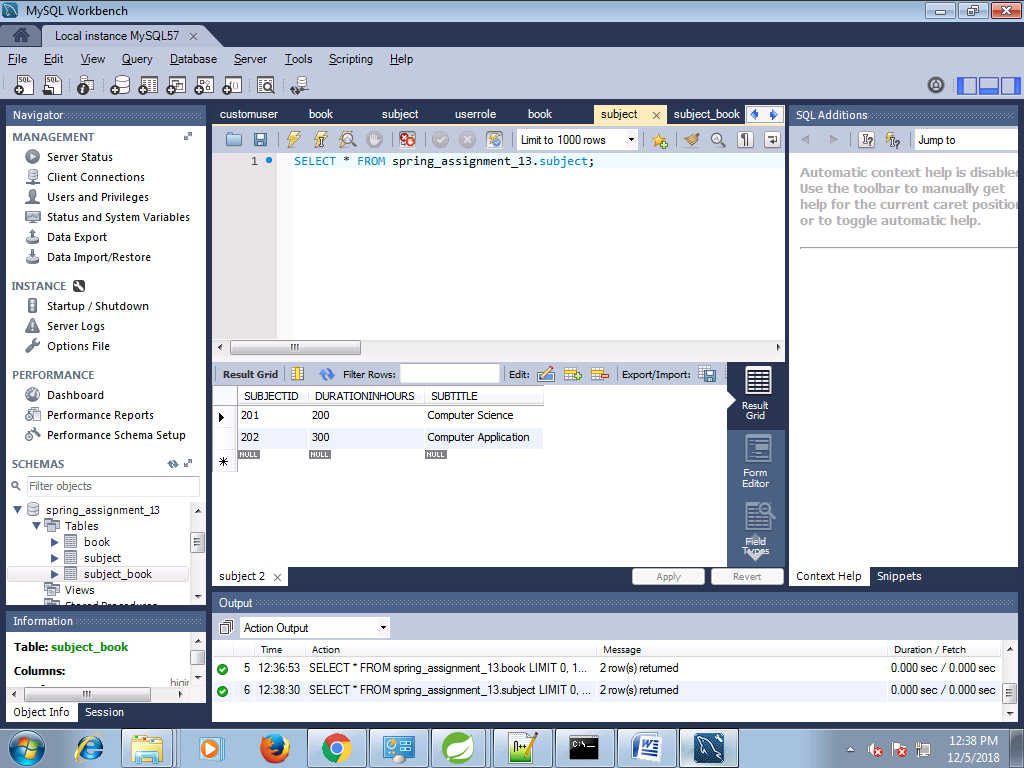 MySQL Workbench
Local instance MySQL57
File Edit View Query Database Server Tools Scripting Help
Navigator
MANAGEMENT
Server Status
Client Connections
Users and Privileges
Status and System Variables
Data Export
Data Import/Restore
INSTANCE
Startup / Shutdown
Server Logs
Options File
PERFORMANCE
Dashboard
Performance Reports
Performance Schema Setup
SCHEMAS
Filter objects
spring_assignment_13
Tables
book
subject
subject_book
Views
Stored Procedures
Information
Table: subject_book
Columns:
Object Info Session
customuser book subject userrole book subject subject_book
Limit to 1000 rows
1 SELECT * FROM spring_assignment_13.subject;
Result Grid Filter Rows: Edit: Export/Import:
SUBJECTID DURATIONINHOURS SUBTITLE
201 200 Computer Science
202 300 Computer Application
NULL NULL NULL
Result
Grid
Form
Editor
Field
Types
subject 2 Apply Revert
SQL Additions
Jump to
Automatic context help is disabled
Use the toolbar to manually get
help for the current caret position
or to toggle automatic help.
Context Help Snippets
Output
Action Output
Time Action Message Duration / Fetch
5 12:36:53 SELECT * FROM spring_assignment_13.book LIMIT 0, 1... 2 row(s) returned 0.000 sec / 0.000 sec
6 12:38:30 SELECT * FROM spring_assignment_13.subject LIMIT 0, ... 2 row(s) returned 0.000 sec / 0.000 sec
12:38 PM
12/5/2018